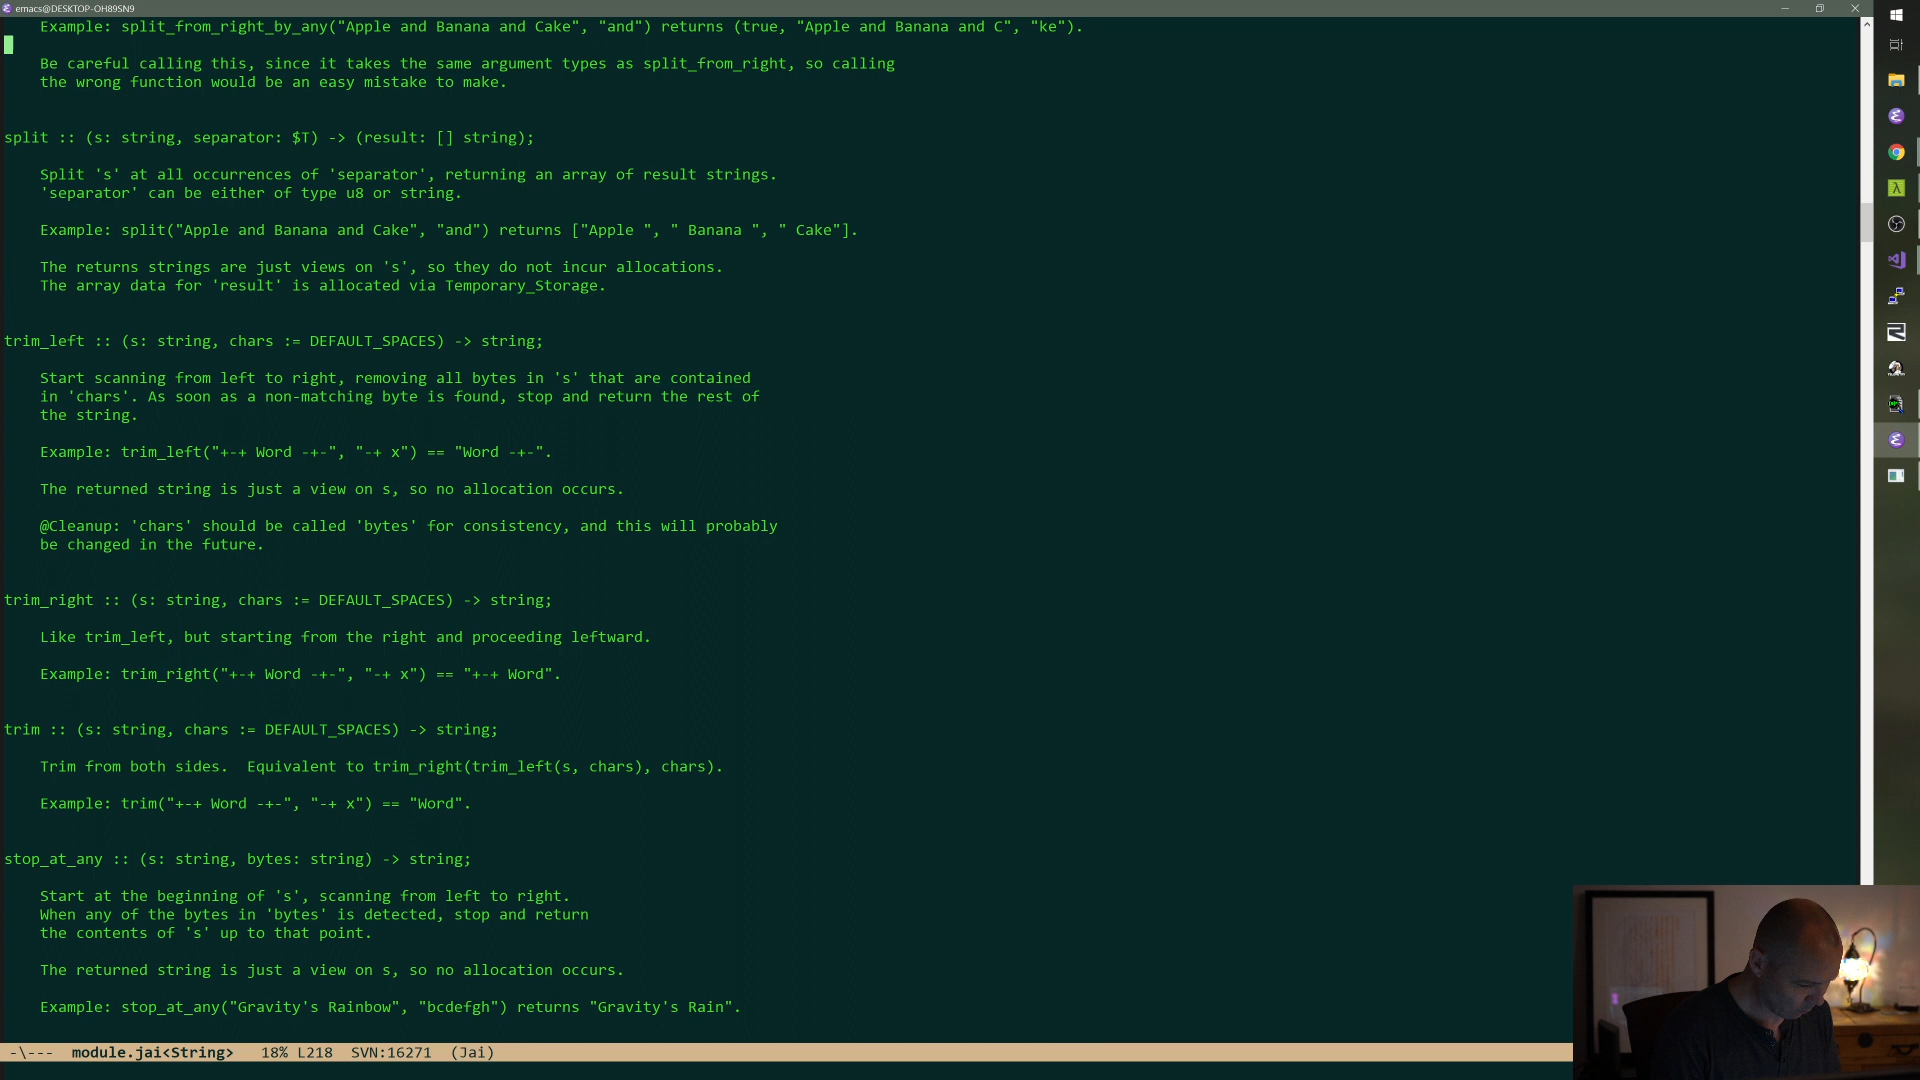 emacs@DESKTOP-OH89SN9
Example: split_from_right_by_any("Apple and Banana and Cake", "and") returns (true, "Apple and Banana and C", "ke").
Be careful calling this, since it takes the same argument types as split_from_right, so calling
the wrong function would be an easy mistake to make.
split :: (s: string, separator: $T) -> (result: [] string);
Split 's' at all occurrences of 'separator', returning an array of result strings.
'separator' can be either of type u8 or string.
Example: split("Apple and Banana and Cake", "and") returns ["Apple ", " Banana ", " Cake"].
The returns strings are just views on 's', so they do not incur allocations.
The array data for 'result' is allocated via Temporary_Storage.
trim_left :: (s: string, chars := DEFAULT_SPACES) -> string;
Start scanning from left to right, removing all bytes in 's' that are contained
in 'chars'. As soon as a non-matching byte is found, stop and return the rest of
the string.
Example: trim_left("+-+ Word -+-", "-+ x") == "Word -+-".
The returned string is just a view on s, so no allocation occurs.
@Cleanup: 'chars' should be called 'bytes' for consistency, and this will probably
be changed in the future.
trim_right :: (s: string, chars := DEFAULT_SPACES) -> string;
Like trim_left, but starting from the right and proceeding leftward.
Example: trim_right("+-+ Word -+-", "-+ x") == "+-+ Word".
trim :: (s: string, chars := DEFAULT_SPACES) -> string;
Trim from both sides.  Equivalent to trim_right(trim_left(s, chars), chars).
Example: trim("+-+ Word -+-", "-+ x") == "Word".
stop_at_any :: (s: string, bytes: string) -> string;
Start at the beginning of 's', scanning from left to right.
When any of the bytes in 'bytes' is detected, stop and return
the contents of 's' up to that point.
The returned string is just a view on s, so no allocation occurs.
Example: stop_at_any("Gravity's Rainbow", "bcdefgh") returns "Gravity's Rain".
-\--- module.jai<String> 18% L218 SVN:16271 (Jai)